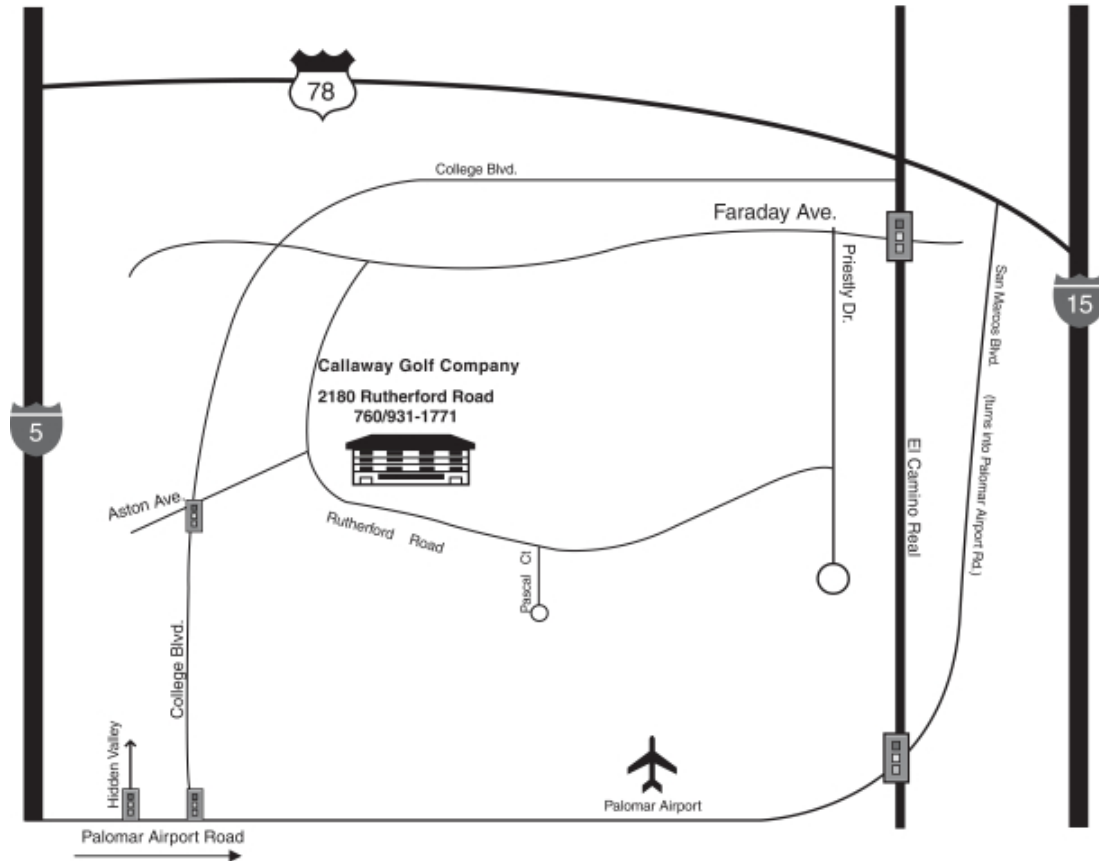 78
College Blvd.
Faraday Ave.
Priestly Dr.
San Marcos Blvd. (turns into Palomar Airport Rd.)
15
Callaway Golf Company
2180 Rutherford Road
760/931-1771
5
El Camino Real
Aston Ave.
Rutherford Road
Pascal Ct
College Blvd.
Hidden Valley
Palomar Airport
Palomar Airport Road